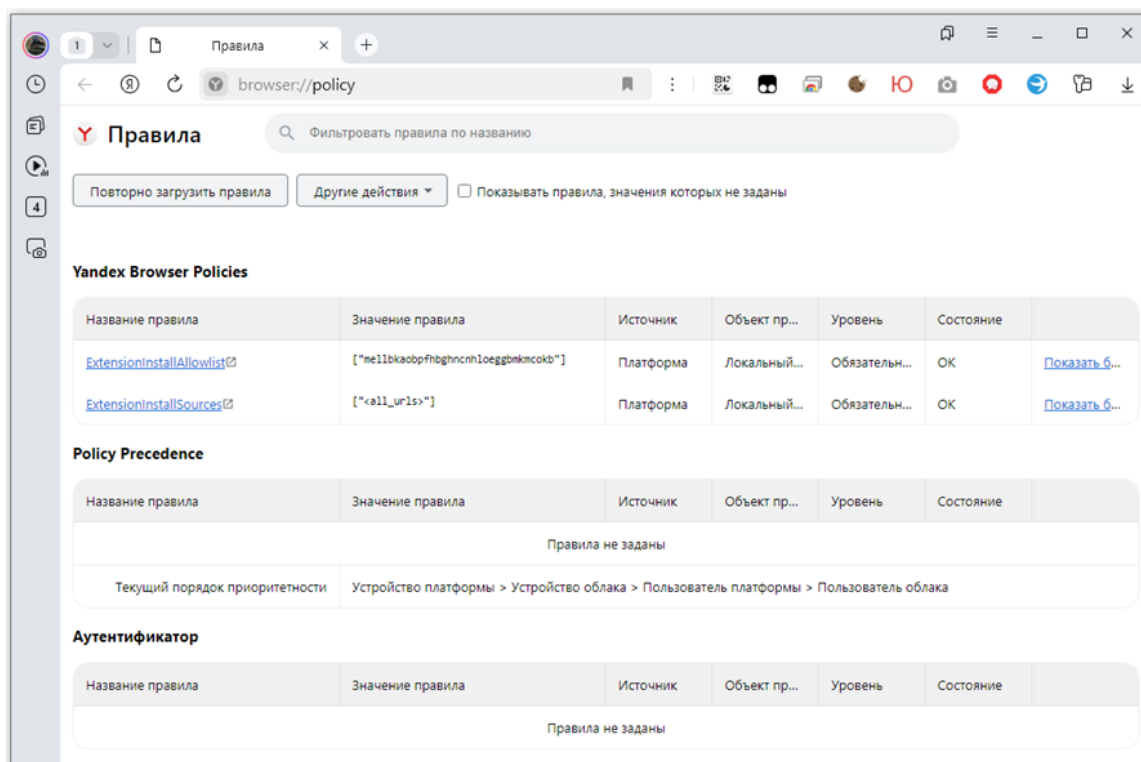 1 Правила
browser://policy
Ю
Y Правила Фильтровать правила по названию
Повторно загрузить правила Другие действия Показывать правила, значения которых не заданы
4
Yandex Browser Policies
Название правила Значение правила Источник Объект пр... Уровень Состояние
ExtensionInstallAllowlist ["mellbkaobpfhbghncnhloeggbmkmcokb"] Платформа Локальный... Обязательн... OK Показать б...
ExtensionInstallSources ["<all_urls>"] Платформа Локальный... Обязательн... OK Показать б...
Policy Precedence
Название правила Значение правила Источник Объект пр... Уровень Состояние
Правила не заданы
Текущий порядок приоритетности Устройство платформы > Устройство облака > Пользователь платформы > Пользователь облака
Аутентификатор
Название правила Значение правила Источник Объект пр... Уровень Состояние
Правила не заданы